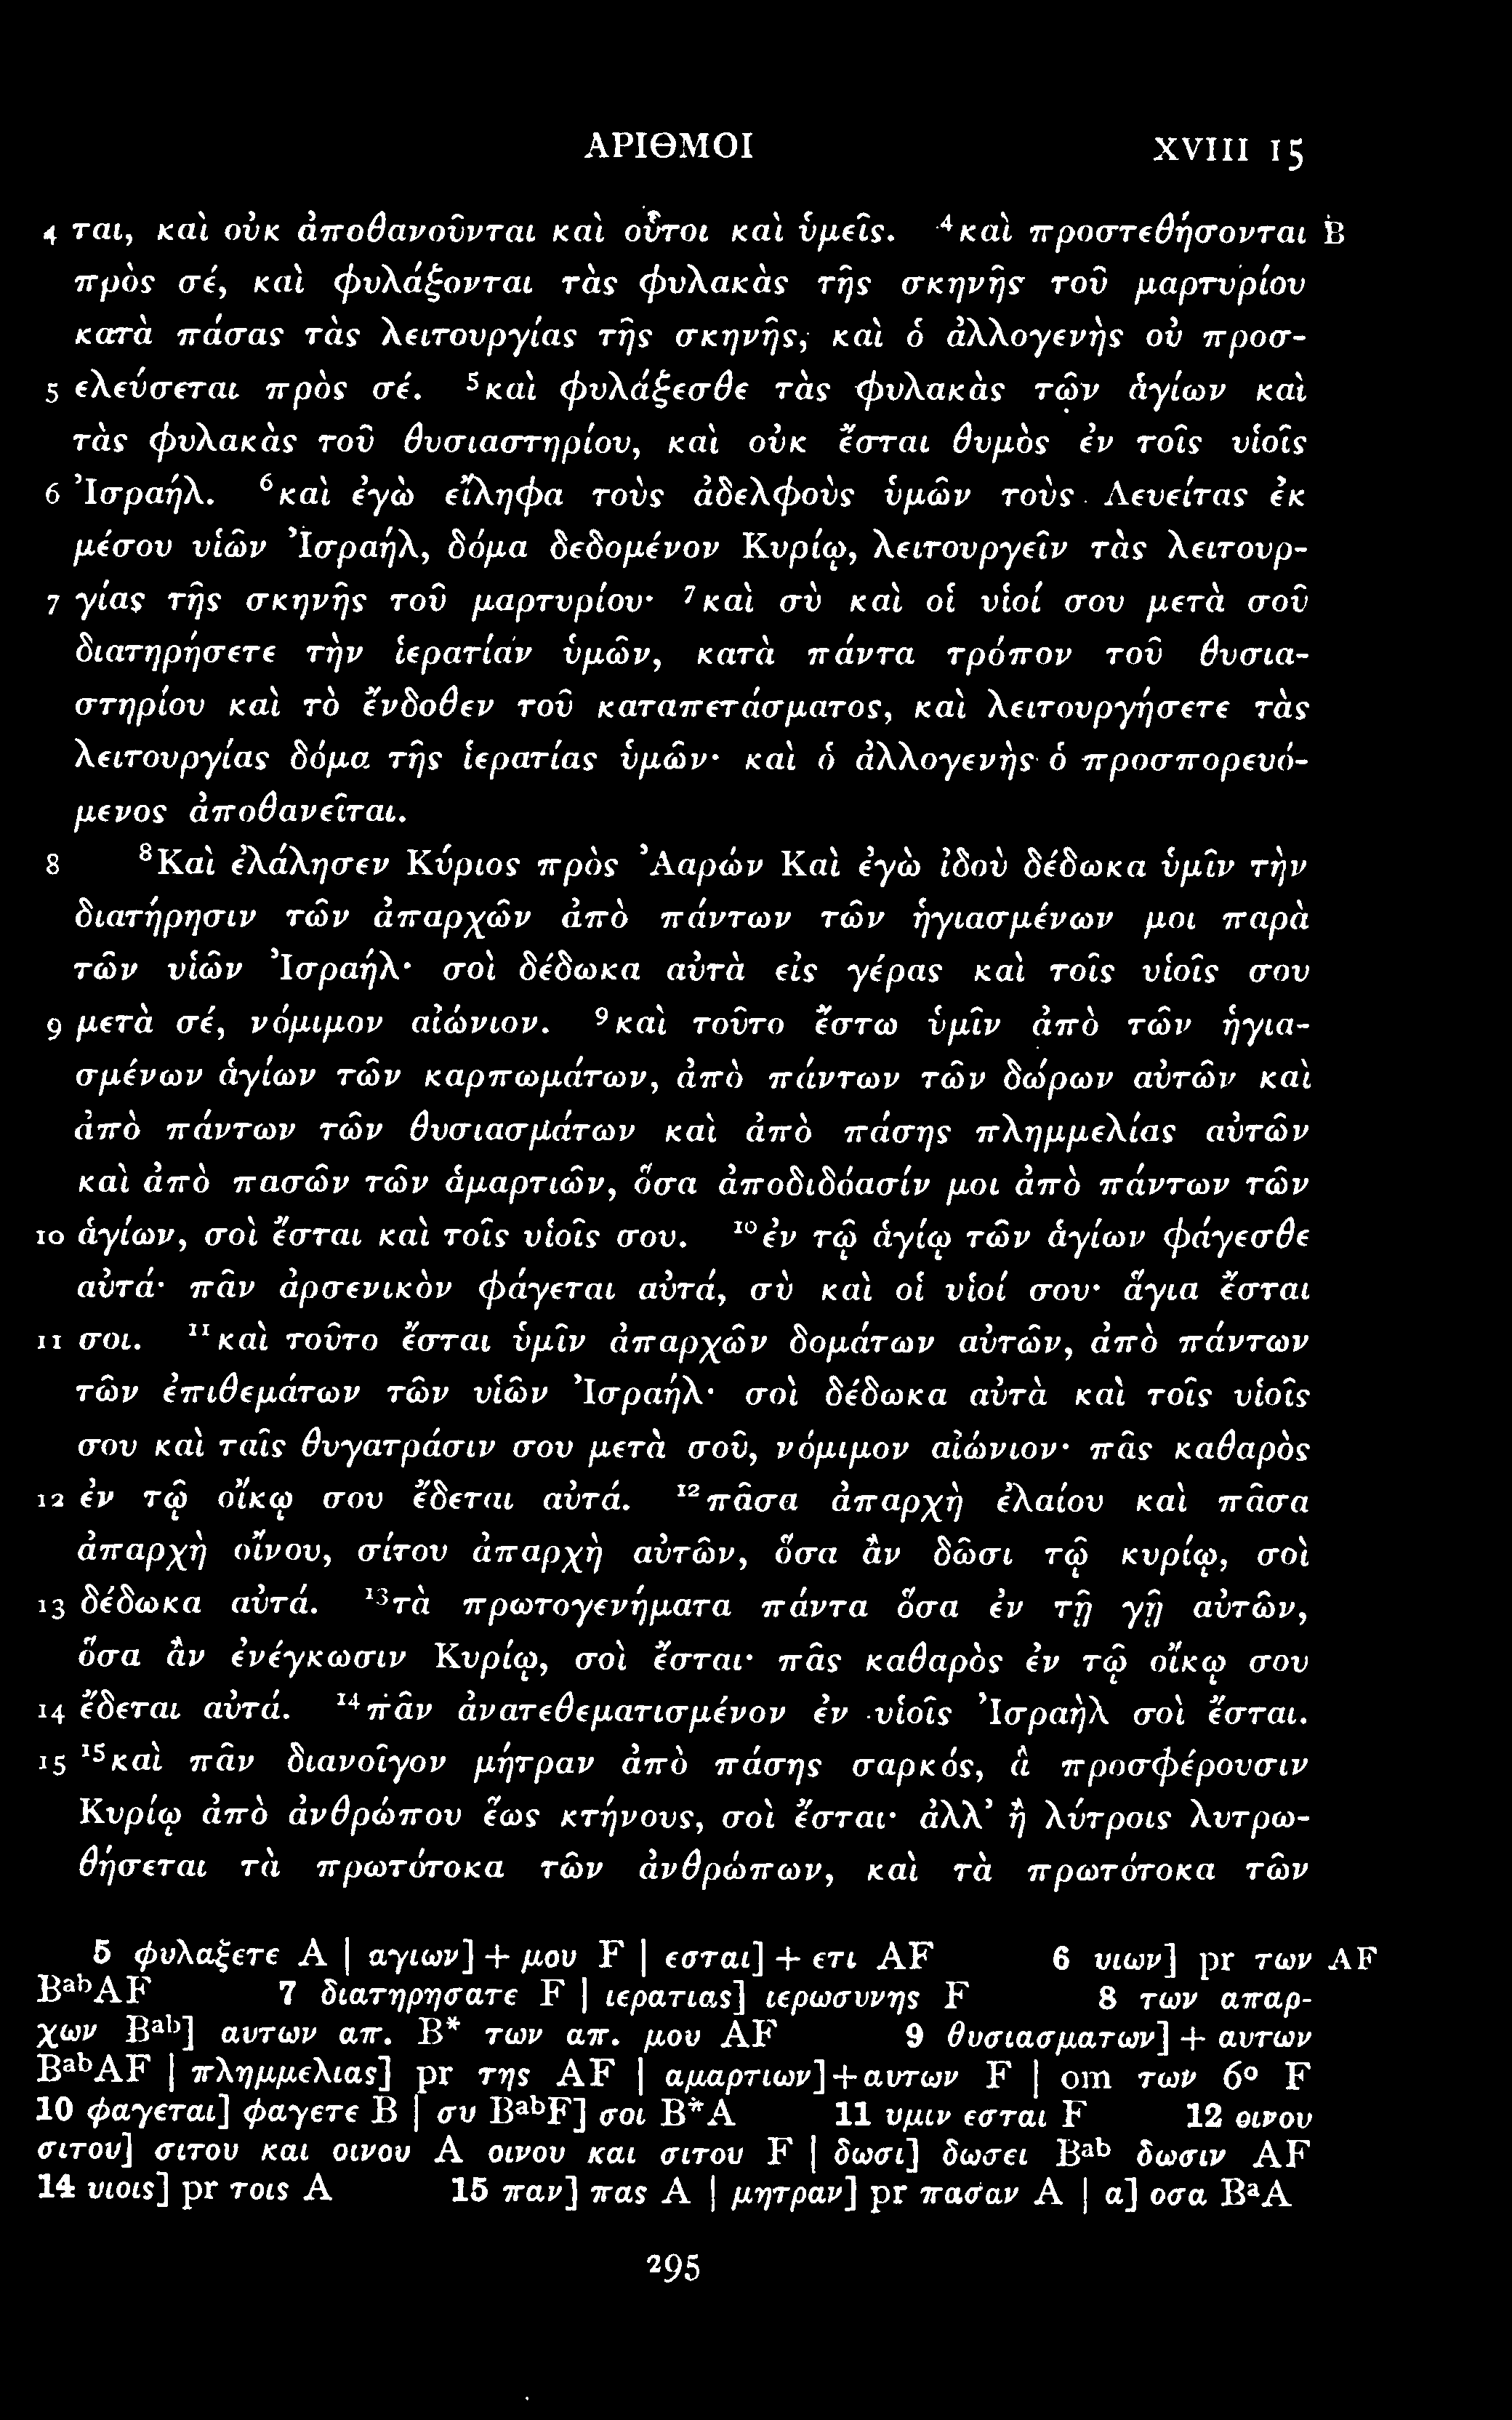 ΑΡΙΘΜΟΙ XVIII 15
4 ται, καὶ οὐκ ἀποθανοῦνται καὶ οὗτοι καὶ ὑμεῖς. ⁴καὶ προστεθήσονται B
πρὸς σέ, καὶ φυλάξονται τὰς φυλακὰς τῆς σκηνῆς τοῦ μαρτυρίου
κατὰ πάσας τὰς λειτουργίας τῆς σκηνῆς, καὶ ὁ ἀλλογενὴς οὐ προσ-
5 ελεύσεται πρὸς σέ. ⁵καὶ φυλάξεσθε τὰς φυλακὰς τῶν ἁγίων καὶ
τὰς φυλακὰς τοῦ θυσιαστηρίου, καὶ οὐκ ἔσται θυμὸς ἐν τοῖς υἱοῖς
6 Ἰσραήλ. ⁶καὶ ἐγὼ εἴληφα τοὺς ἀδελφοὺς ὑμῶν τοὺς Λευείτας ἐκ
μέσου υἱῶν Ἰσραήλ, δόμα δεδομένον Κυρίῳ, λειτουργεῖν τὰς λειτουρ-
7 γίας τῆς σκηνῆς τοῦ μαρτυρίου· ⁷καὶ σὺ καὶ οἱ υἱοί σου μετὰ σοῦ
διατηρήσετε τὴν ἱερατίαν ὑμῶν, κατὰ πάντα τρόπον τοῦ θυσια-
στηρίου καὶ τὸ ἔνδοθεν τοῦ καταπετάσματος, καὶ λειτουργήσετε τὰς
λειτουργίας δόμα τῆς ἱερατίας ὑμῶν· καὶ ὁ ἀλλογενὴς ὁ προσπορευό-
μενος ἀποθανεῖται.
8 ⁸Καὶ ἐλάλησεν Κύριος πρὸς Ἀαρών Καὶ ἐγὼ ἰδοὺ δέδωκα ὑμῖν τὴν
διατήρησιν τῶν ἀπαρχῶν ἀπὸ πάντων τῶν ἡγιασμένων μοι παρὰ
τῶν υἱῶν Ἰσραήλ· σοὶ δέδωκα αὐτὰ εἰς γέρας καὶ τοῖς υἱοῖς σου
9 μετὰ σέ, νόμιμον αἰώνιον. ⁹καὶ τοῦτο ἔστω ὑμῖν ἀπὸ τῶν ἡγια-
σμένων ἁγίων τῶν καρπωμάτων, ἀπὸ πάντων τῶν δώρων αὐτῶν καὶ
ἀπὸ πάντων τῶν θυσιασμάτων καὶ ἀπὸ πάσης πλημμελίας αὐτῶν
καὶ ἀπὸ πασῶν τῶν ἁμαρτιῶν, ὅσα ἀποδιδόασίν μοι ἀπὸ πάντων τῶν
10 ἁγίων, σοὶ ἔσται καὶ τοῖς υἱοῖς σου. ¹⁰ἐν τῷ ἁγίῳ τῶν ἁγίων φάγεσθε
αὐτά· πᾶν ἀρσενικὸν φάγεται αὐτά, σὺ καὶ οἱ υἱοί σου· ἅγια ἔσται
11 σοι. ¹¹καὶ τοῦτο ἔσται ὑμῖν ἀπαρχῶν δομάτων αὐτῶν, ἀπὸ πάντων
τῶν ἐπιθεμάτων τῶν υἱῶν Ἰσραήλ· σοὶ δέδωκα αὐτὰ καὶ τοῖς υἱοῖς
σου καὶ ταῖς θυγατράσιν σου μετὰ σοῦ, νόμιμον αἰώνιον· πᾶς καθαρὸς
12 ἐν τῷ οἴκῳ σου ἔδεται αὐτά. ¹²πᾶσα ἀπαρχὴ ἐλαίου καὶ πᾶσα
ἀπαρχὴ οἴνου, σίτου ἀπαρχὴ αὐτῶν, ὅσα ἂν δῶσι τῷ κυρίῳ, σοὶ
13 δέδωκα αὐτά. ¹³τὰ πρωτογενήματα πάντα ὅσα ἐν τῇ γῇ αὐτῶν,
ὅσα ἂν ἐνέγκωσιν Κυρίῳ, σοὶ ἔσται· πᾶς καθαρὸς ἐν τῷ οἴκῳ σου
14 ἔδεται αὐτά. ¹⁴πᾶν ἀνατεθεματισμένον ἐν υἱοῖς Ἰσραὴλ σοὶ ἔσται.
15 ¹⁵καὶ πᾶν διανοῖγον μήτραν ἀπὸ πάσης σαρκός, ἃ προσφέρουσιν
Κυρίῳ ἀπὸ ἀνθρώπου ἕως κτήνους, σοὶ ἔσται· ἀλλ᾽ ἢ λύτροις λυτρω-
θήσεται τὰ πρωτότοκα τῶν ἀνθρώπων, καὶ τὰ πρωτότοκα τῶν
5 φυλαξετε A | αγιων] + μου F | εσται] + ετι AF 6 υιων] pr των AF
BᵃᵇAF 7 διατηρησατε F | ιερατιας] ιερωσυνης F 8 των απαρ-
χων Bᵃᵇ] αυτων απ. B* των απ. μου AF 9 θυσιασματων] + αυτων
BᵃᵇAF | πλημμελιας] pr της AF | αμαρτιων]+αυτων F | om των 6° F
10 φαγεται] φαγετε B | συ BᵃᵇF] σοι B*A 11 υμιν εσται F 12 οινου
σιτου] σιτου και οινου A οινου και σιτου F | δωσι] δωσει Bᵃᵇ δωσιν AF
14 υιοις] pr τοις A 15 παν] πας A | μητραν] pr πασαν A | α] οσα BᵃA
295